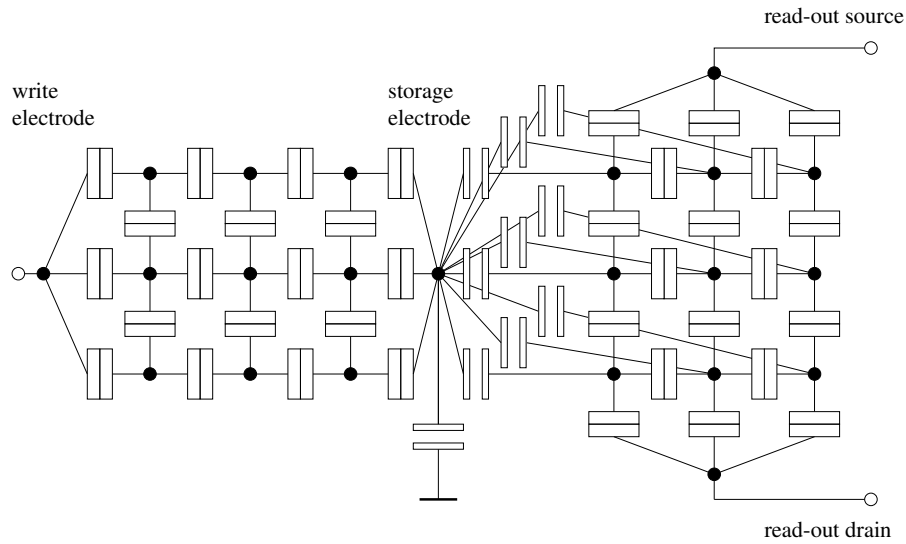 read-out source
write
electrode
storage
electrode
read-out drain